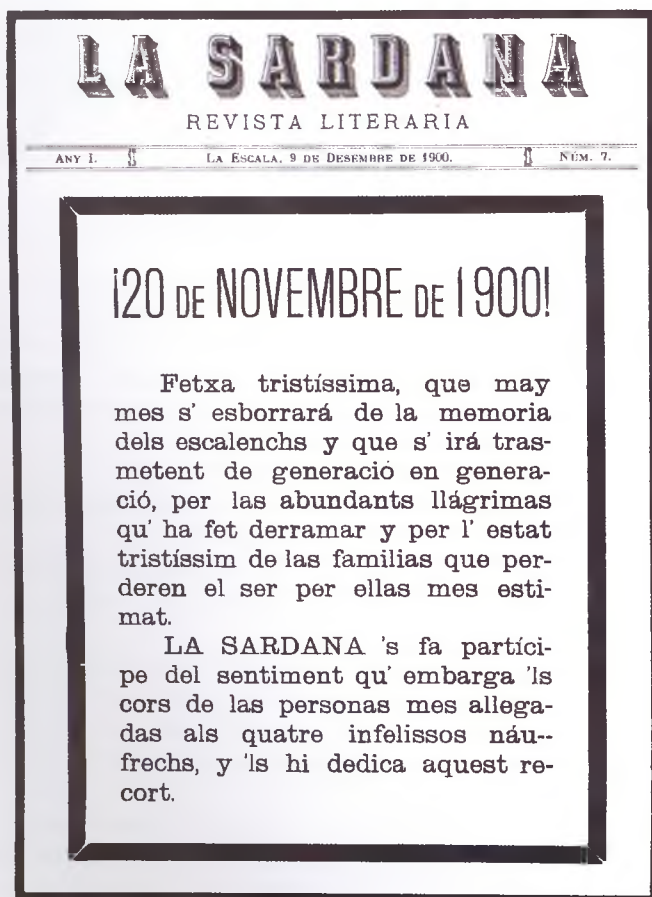 LA SARDANA
REVISTA LITERARIA
ANY I. LA ESCALA, 9 DE DESEMBRE DE 1900. NÚM. 7.
¡20 DE NOVEMBRE DE 1900!
Fetxa tristíssima, que may
mes s' esborrará de la memoria
dels escalenchs y que s' irá tras-
metent de generació en genera-
ció, per las abundants llágrimas
qu' ha fet derramar y per l' estat
tristíssim de las familias que per-
deren el ser per ellas mes esti-
mat.
LA SARDANA 's fa partíci-
pe del sentiment qu' embarga 'ls
cors de las personas mes allega-
das als quatre infelissos náu--
frechs, y 'ls hi dedica aquest re-
cort.